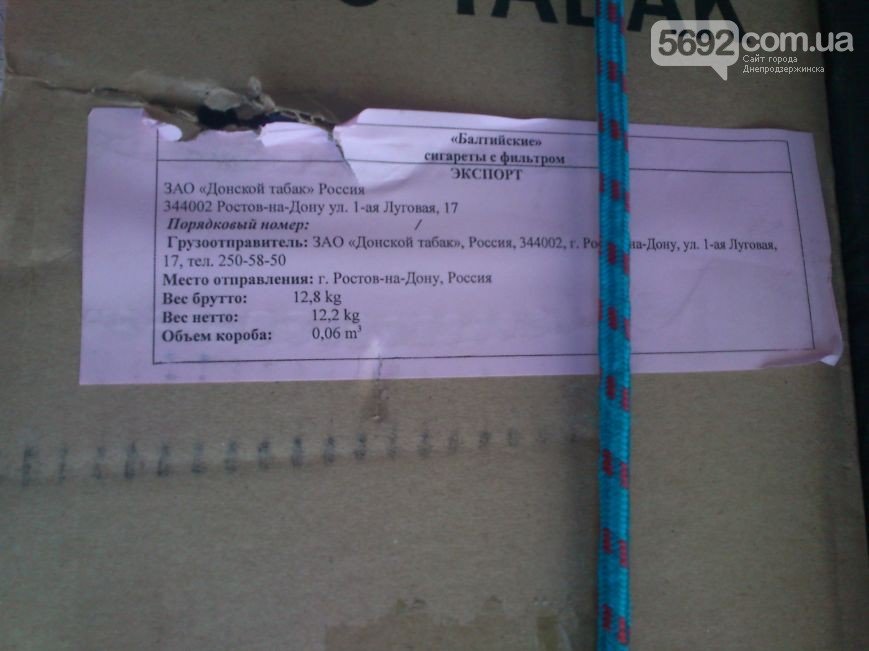 ТАБАК
5692.com.ua
Сайт города
Днепродзержинска
«Балтийские»
сигареты с фильтром
ЭКСПОРТ
ЗАО «Донской табак» Россия
344002 Ростов-на-Дону ул. 1-ая Луговая, 17
Порядковый номер: /
Грузоотправитель: ЗАО «Донской табак», Россия, 344002, г. на-Дону, ул. 1-ая Луговая,
17, тел. 250-58-50
Место отправления: г. Ростов-на-Дону, Россия
Вес брутто: 12,8 kg
Вес нетто: 12,2 kg
Объем короба: 0,06 m³